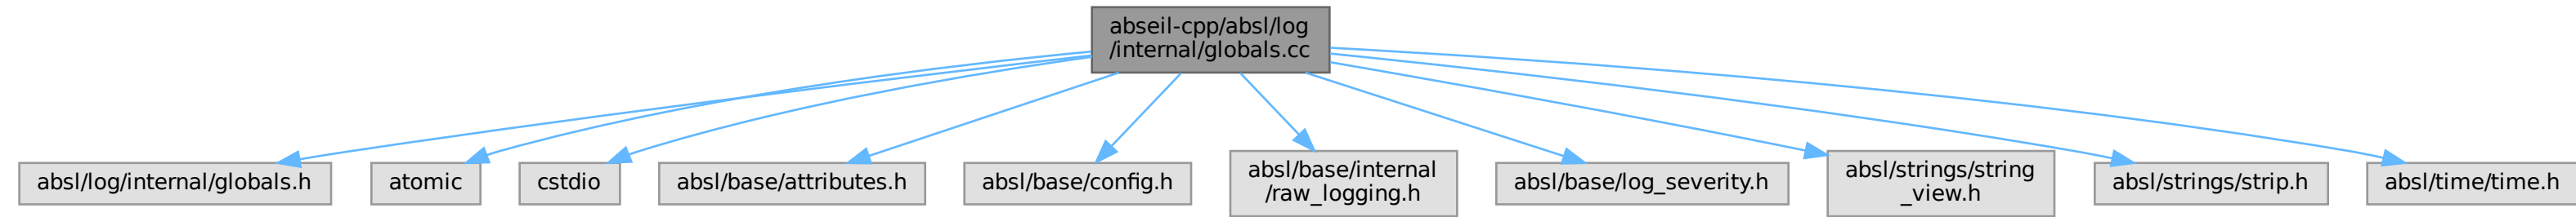 abseil-cpp/absl/log
/internal/globals.cc
absl/log/internal/globals.h
atomic
cstdio
absl/base/attributes.h
absl/base/config.h
absl/base/internal
/raw_logging.h
absl/base/log_severity.h
absl/strings/string
_view.h
absl/strings/strip.h
absl/time/time.h